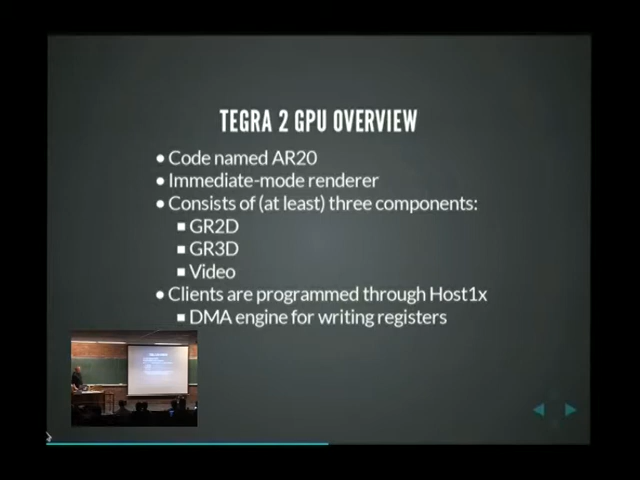 TEGRA 2 GPU OVERVIEW
• Code named AR20
• Immediate-mode renderer
• Consists of (at least) three components:
▪ GR2D
▪ GR3D
▪ Video
• Clients are programmed through Host1x
▪ DMA engine for writing registers